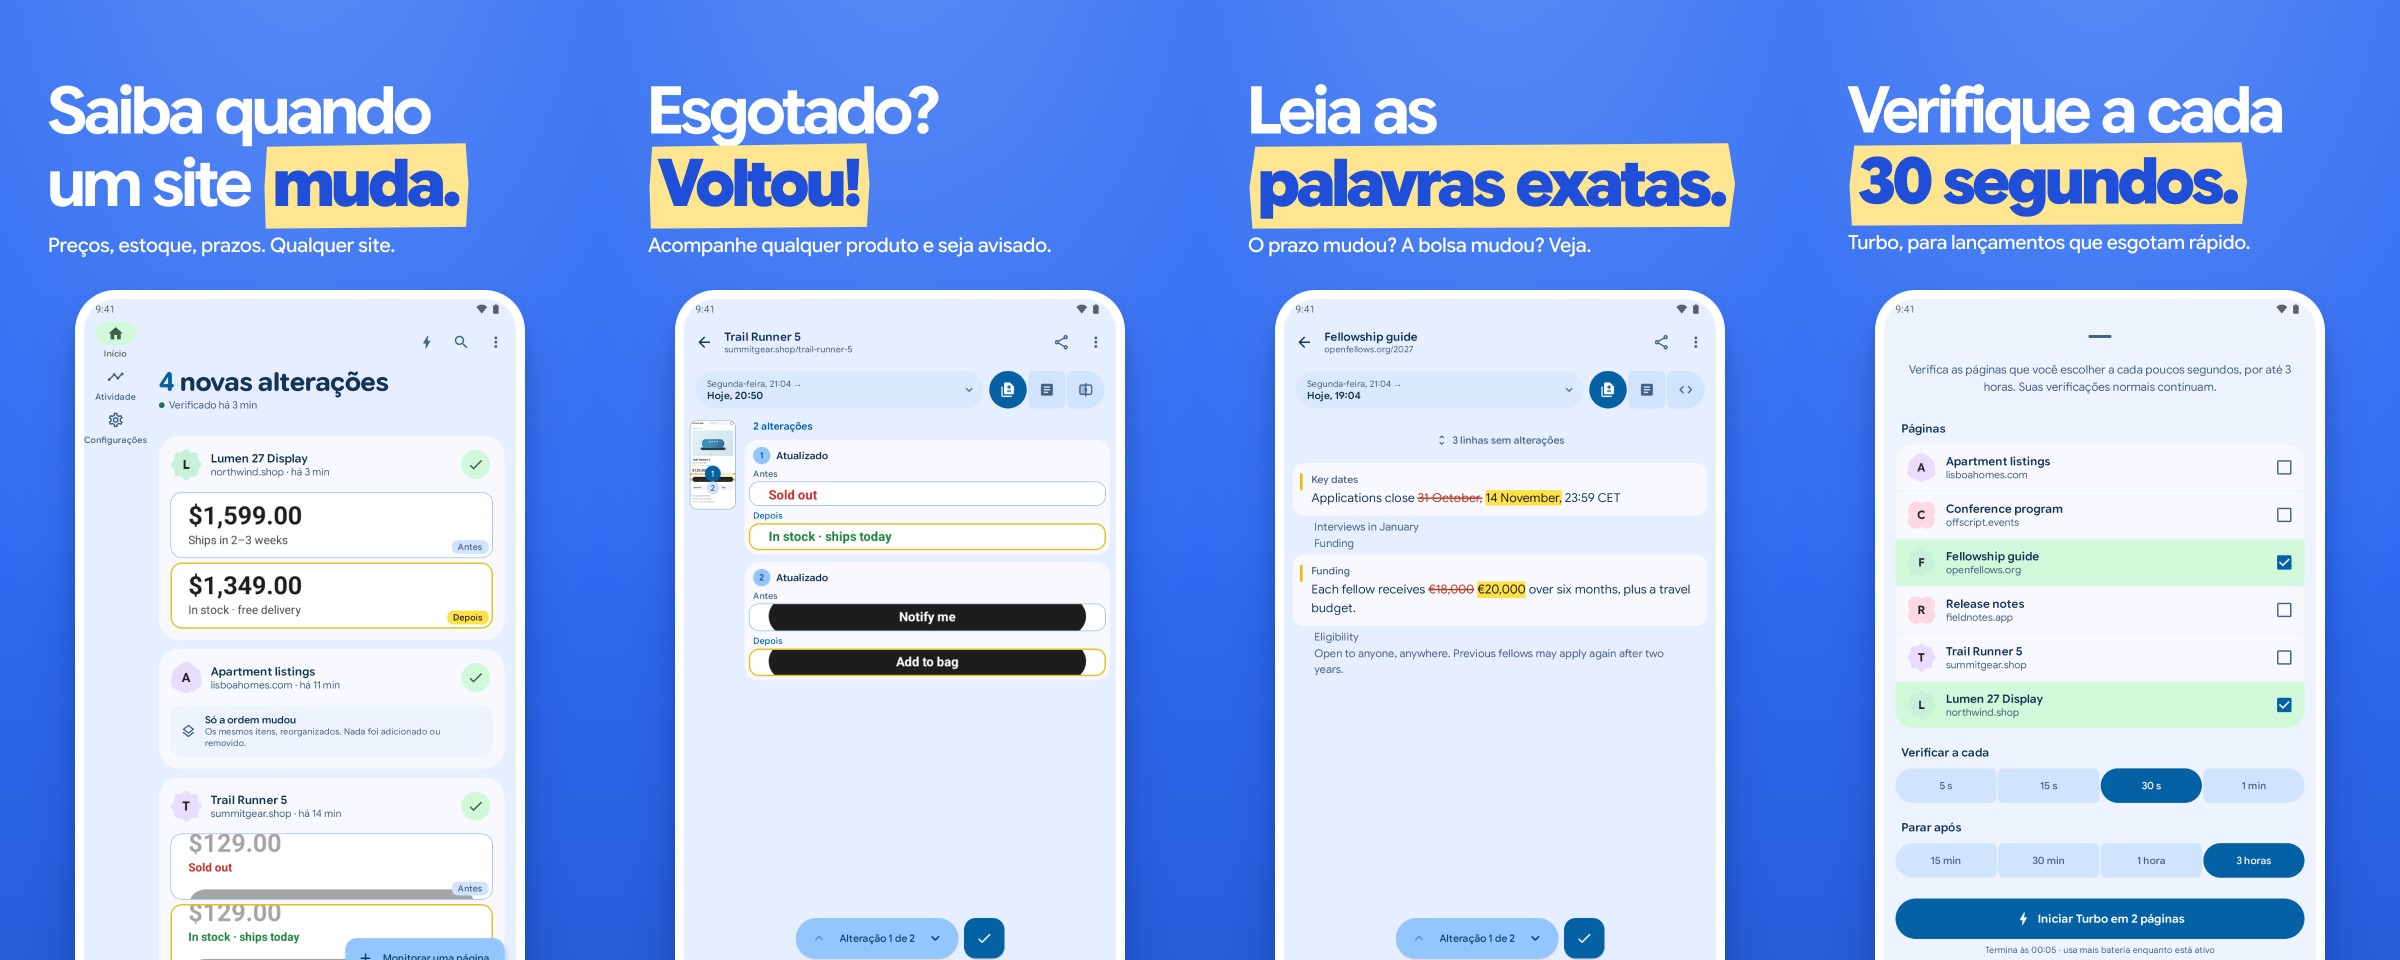 Saiba quando
um site muda.
Preços, estoque, prazos. Qualquer site.
9:41
Início
Atividade
Configurações
4 novas alterações
Verificado há 3 min
L
Lumen 27 Display
northwind.shop · há 3 min
$1,599.00
Ships in 2–3 weeks
Antes
$1,349.00
In stock · free delivery
Depois
A
Apartment listings
lisboahomes.com · há 11 min
Só a ordem mudou
Os mesmos itens, reorganizados. Nada foi adicionado ou
removido.
T
Trail Runner 5
summitgear.shop · há 14 min
$129.00
Sold out
Antes
$129.00
In stock · ships today
+ Monitorar uma página
Esgotado?
Voltou!
Acompanhe qualquer produto e seja avisado.
9:41
Trail Runner 5
summitgear.shop/trail-runner-5
Segunda-feira, 21:04 →
Hoje, 20:50
2 alterações
1 Atualizado
Antes
Sold out
Depois
In stock · ships today
2 Atualizado
Antes
Notify me
Depois
Add to bag
1
2
Alteração 1 de 2
Leia as
palavras exatas.
O prazo mudou? A bolsa mudou? Veja.
9:41
Fellowship guide
openfellows.org/2027
Segunda-feira, 21:04 →
Hoje, 19:04
3 linhas sem alterações
Key dates
Applications close 31 October, 14 November, 23:59 CET
Interviews in January
Funding
Funding
Each fellow receives €18,000 €20,000 over six months, plus a travel
budget.
Eligibility
Open to anyone, anywhere. Previous fellows may apply again after two
years.
Alteração 1 de 2
Verifique a cada
30 segundos.
Turbo, para lançamentos que esgotam rápido.
9:41
Verifica as páginas que você escolher a cada poucos segundos, por até 3
horas. Suas verificações normais continuam.
Páginas
A
Apartment listings
lisboahomes.com
C
Conference program
offscript.events
F
Fellowship guide
openfellows.org
R
Release notes
fieldnotes.app
T
Trail Runner 5
summitgear.shop
L
Lumen 27 Display
northwind.shop
Verificar a cada
5 s
15 s
30 s
1 min
Parar após
15 min
30 min
1 hora
3 horas
Iniciar Turbo em 2 páginas
Termina às 00:05 · usa mais bateria enquanto está ativo